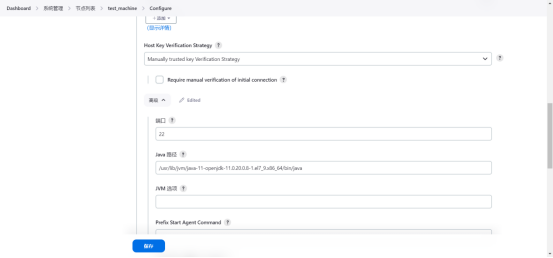 Dashboard > 系统管理 > 节点列表 > test_machine > Configure
+ 添加
(显示详情)
Host Key Verification Strategy ?
Manually trusted key Verification Strategy
?
Require manual verification of initial connection ?
高级 Edited
端口 ?
22
Java 路径 ?
/usr/lib/jvm/java-11-openjdk-11.0.20.0.8-1.el7_9.x86_64/bin/java
JVM 选项 ?
Prefix Start Agent Command ?
保存